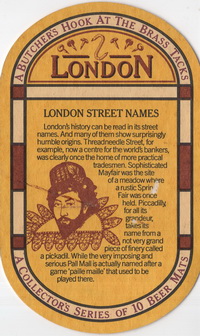 A BUTCHER'S HOOK AT THE BRASS TACKS
LONDON
LONDON STREET NAMES
London's history can be read in its street
names. And many of them show surprisingly
humble origins. Threadneedle Street, for
example, now a centre for the world's bankers,
was clearly once the home of more practical
tradesmen. Sophisticated
Mayfair was the site
of a meadow where
a rustic Spring
Fair was once
held. Piccadilly,
for all its
grandeur,
takes its
name from a
not very grand
piece of finery called
a pickadil. While the very imposing and
serious Pall Mall is actually named after a
game 'paille maille' that used to be
played there.
A COLLECTOR'S SERIES OF 10 BEER MATS